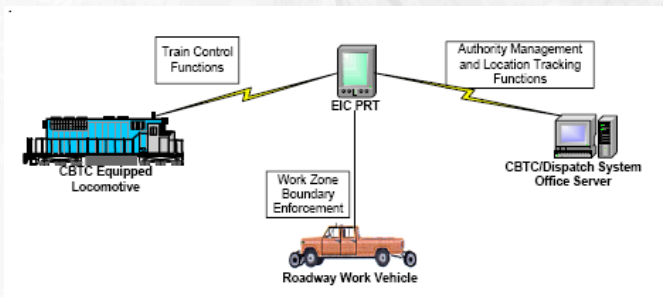 Train Control
Functions
Authority Management
and Location Tracking
Functions
EIC PRT
CBTC Equipped
Locomotive
CBTC/Dispatch System
Office Server
Work Zone
Boundary
Enforcement
Roadway Work Vehicle